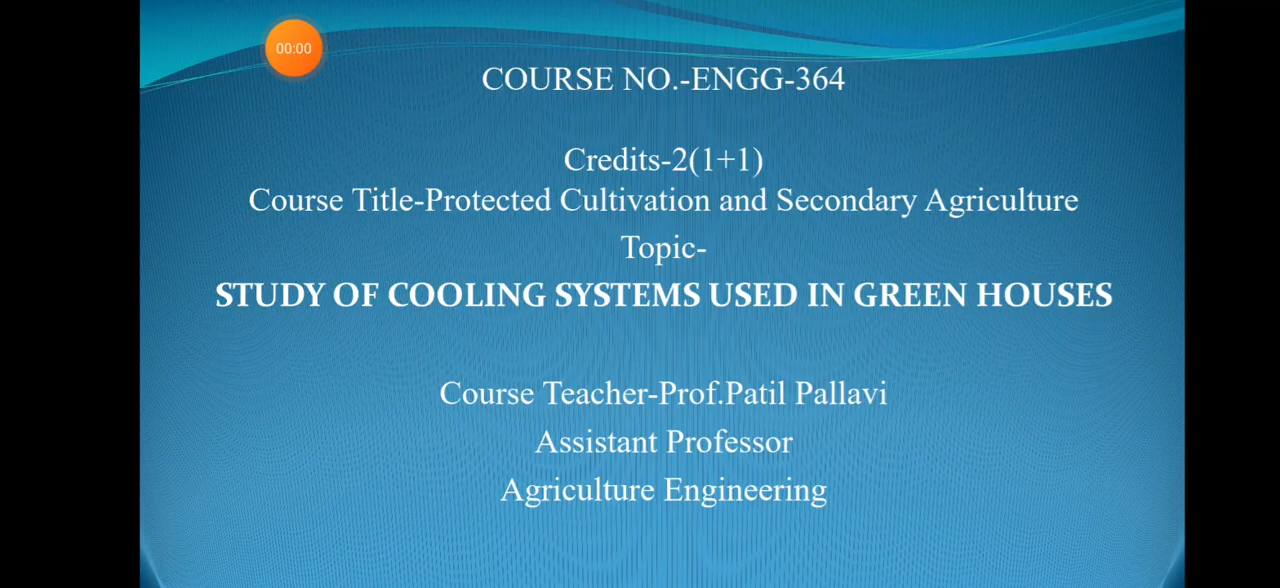 00:00
COURSE NO.-ENGG-364
Credits-2(1+1)
Course Title-Protected Cultivation and Secondary Agriculture
Topic-
STUDY OF COOLING SYSTEMS USED IN GREEN HOUSES
Course Teacher-Prof.Patil Pallavi
Assistant Professor
Agriculture Engineering